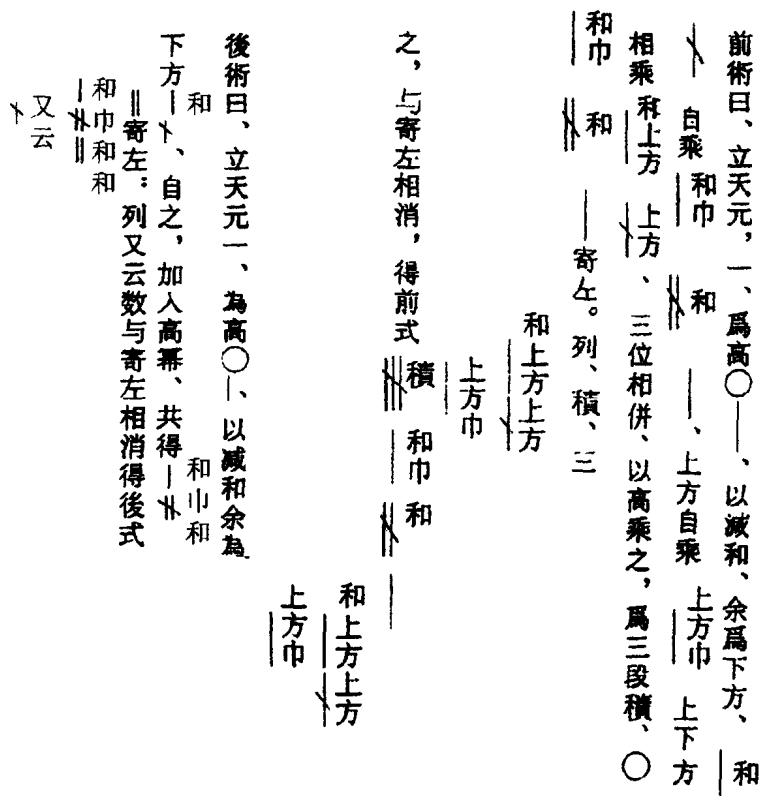 前術曰、立天元,一、爲高〇|、以減和、余爲下方、|和
自乘 |和巾 ||和 |、上方自乘 |上方巾 上下方
相乘 |和上方 |上方、三位相併、以高乘之,爲三段積、〇
|和巾 ||和 |寄左。列、積、三
和上方上方
上方巾
之,与寄左相消,得前式 |||積 |和巾 ||和 |
和上方上方
上方巾
後術曰、立天元一、為高〇|、以减和余為
下方|和、自之,加入高冪、共得|和巾 ||和
||寄左;列又云数与寄左相消得後式
|和巾 ||和 ||和
又云